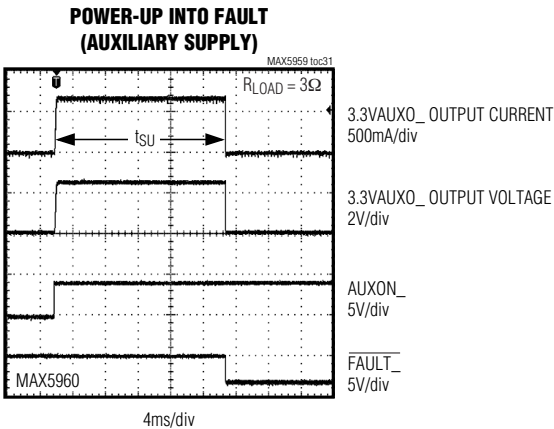 POWER-UP INTO FAULT
(AUXILIARY SUPPLY)
MAX5959 toc31
RLOAD = 3Ω
tSU
3.3VAUXO_ OUTPUT CURRENT
500mA/div
3.3VAUXO_ OUTPUT VOLTAGE
2V/div
AUXON_
5V/div
FAULT_
5V/div
MAX5960
4ms/div